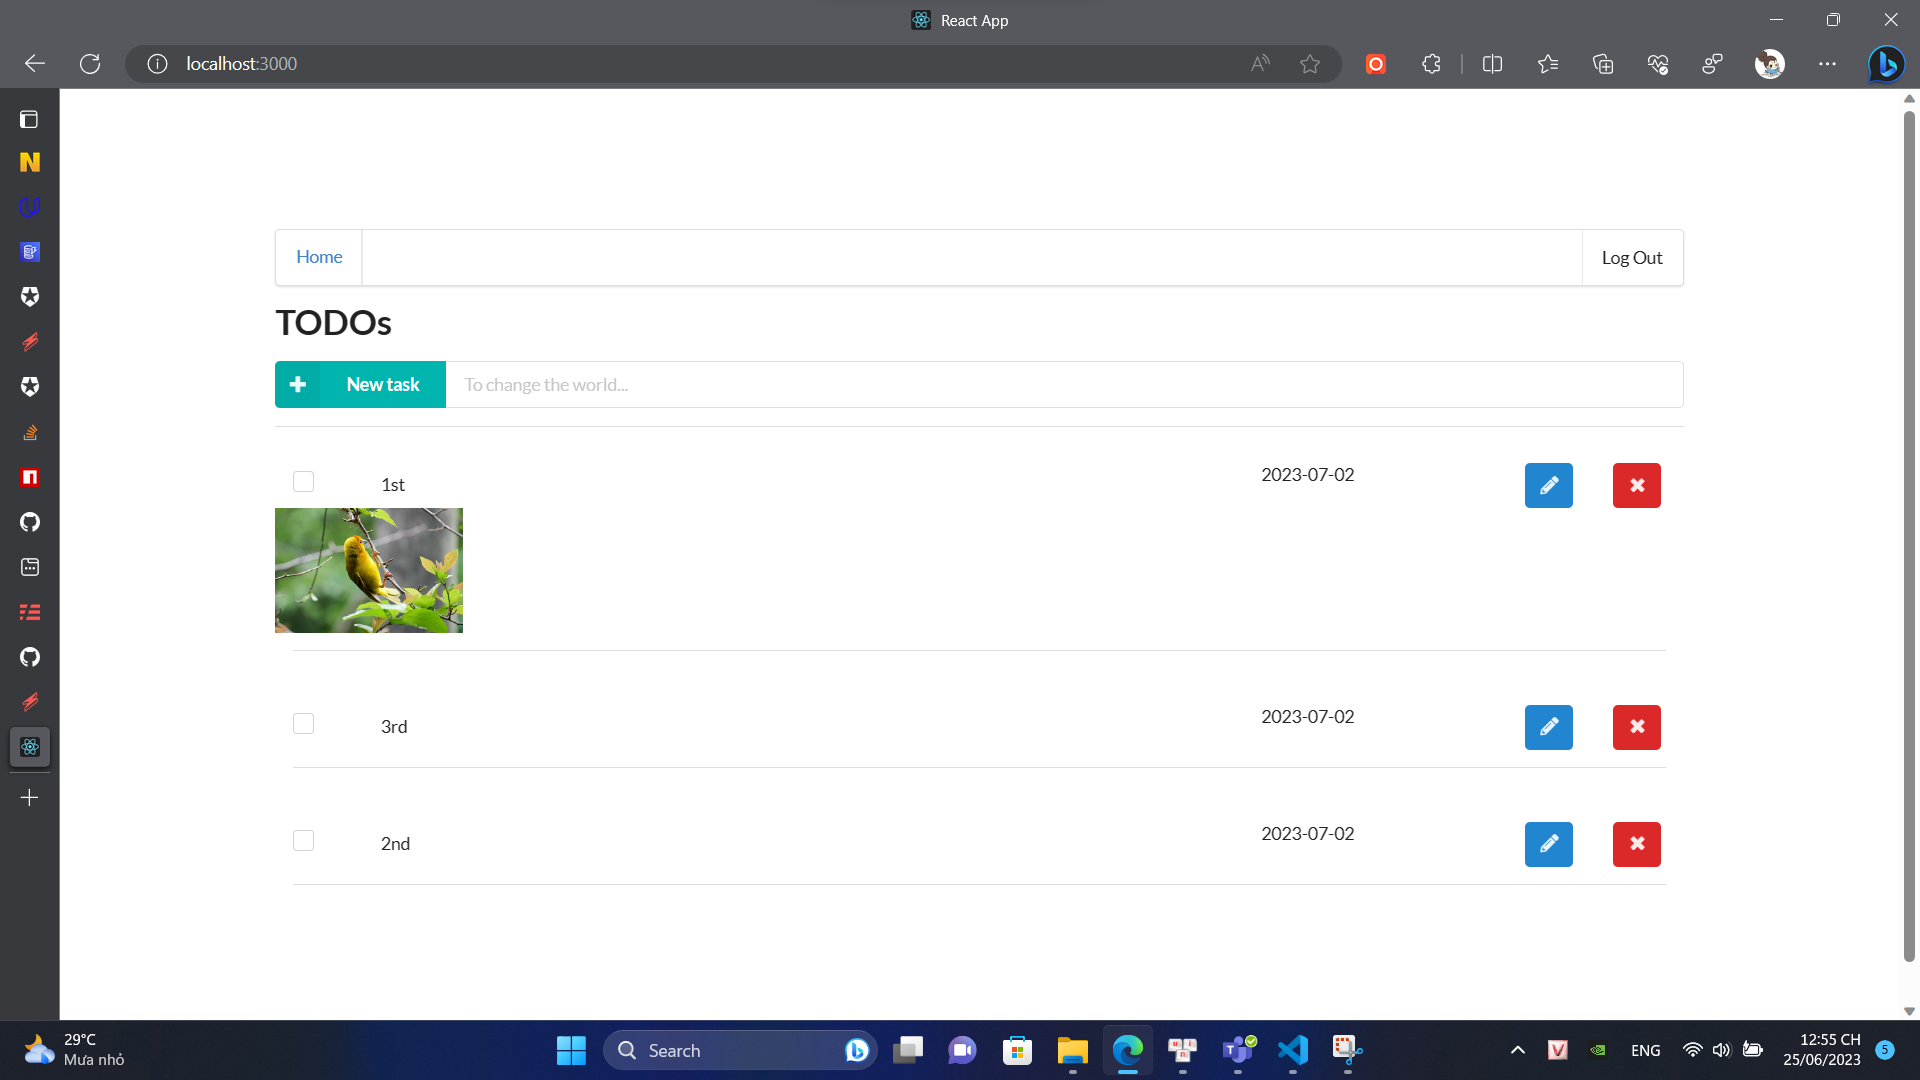 React App
localhost:3000
Home
Log Out
TODOs
New task
To change the world...
1st
2023-07-02
3rd
2023-07-02
2nd
2023-07-02
29°C
Mưa nhỏ
Search
ENG
12:55 CH
25/06/2023
5